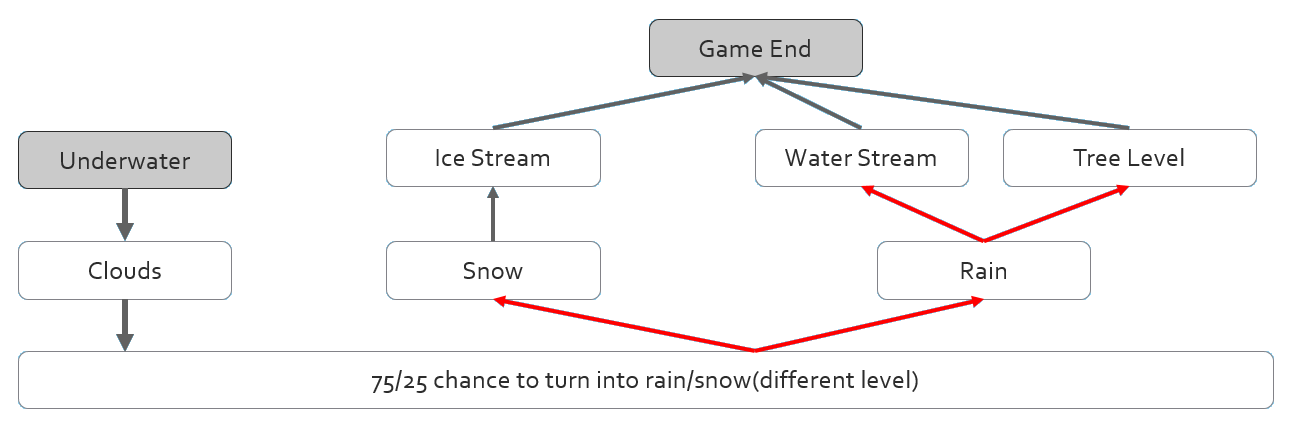 Game End
Underwater
Ice Stream
Water Stream
Tree Level
Clouds
Snow
Rain
75/25 chance to turn into rain/snow(different level)